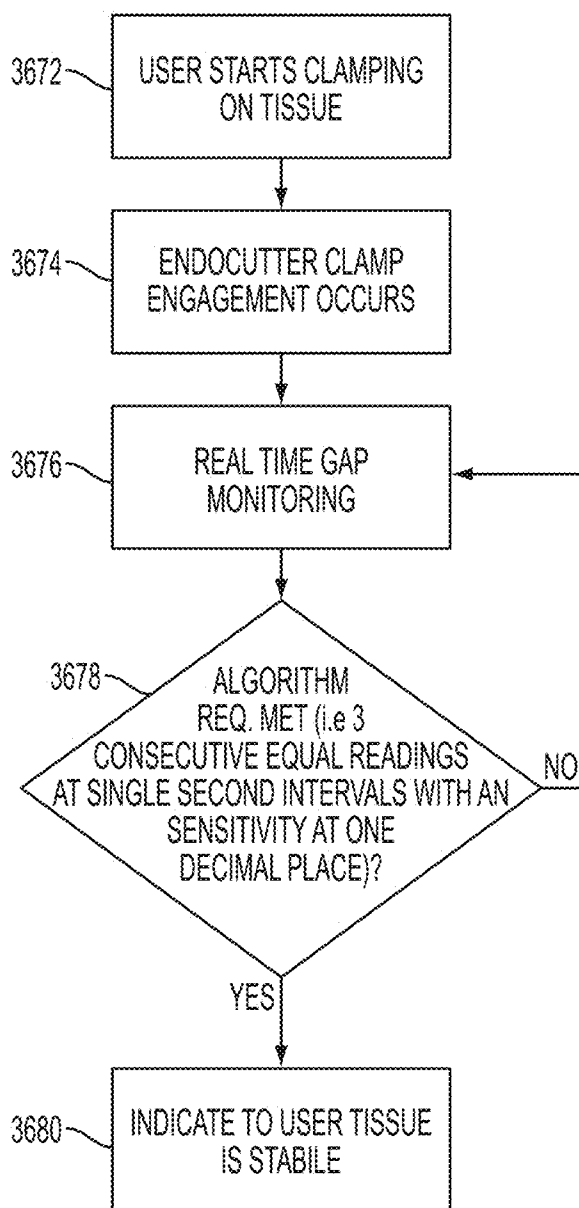 3672
USER STARTS CLAMPING
ON TISSUE
3674
ENDOCUTTER CLAMP
ENGAGEMENT OCCURS
3676
REAL TIME GAP
MONITORING
3678
ALGORITHM
REQ. MET (i.e 3
CONSECUTIVE EQUAL READINGS
AT SINGLE SECOND INTERVALS WITH AN
SENSITIVITY AT ONE
DECIMAL PLACE)?
NO
YES
3680
INDICATE TO USER TISSUE
IS STABILE